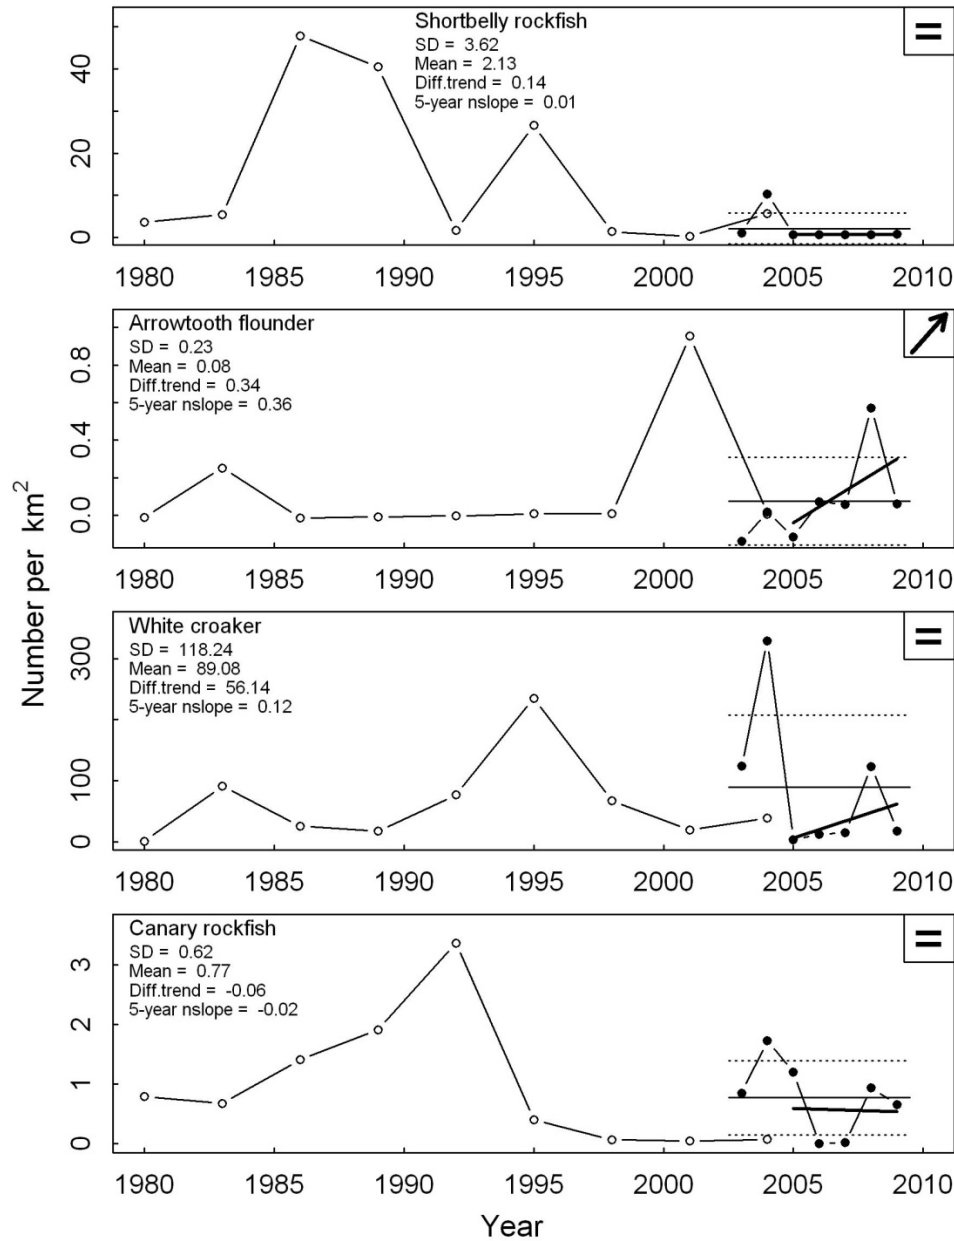 Shortbelly rockfish
SD = 3.62
Mean = 2.13
Diff.trend = 0.14
5-year nslope = 0.01
=
40
20
0
1980 1985 1990 1995 2000 2005 2010
Arrowtooth flounder
SD = 0.23
Mean = 0.08
Diff.trend = 0.34
5-year nslope = 0.36
0.8
0.4
0.0
1980 1985 1990 1995 2000 2005 2010
Number per km²
White croaker
SD = 118.24
Mean = 89.08
Diff.trend = 56.14
5-year nslope = 0.12
=
300
100
0
1980 1985 1990 1995 2000 2005 2010
Canary rockfish
SD = 0.62
Mean = 0.77
Diff.trend = -0.06
5-year nslope = -0.02
=
3
2
1
0
1980 1985 1990 1995 2000 2005 2010
Year